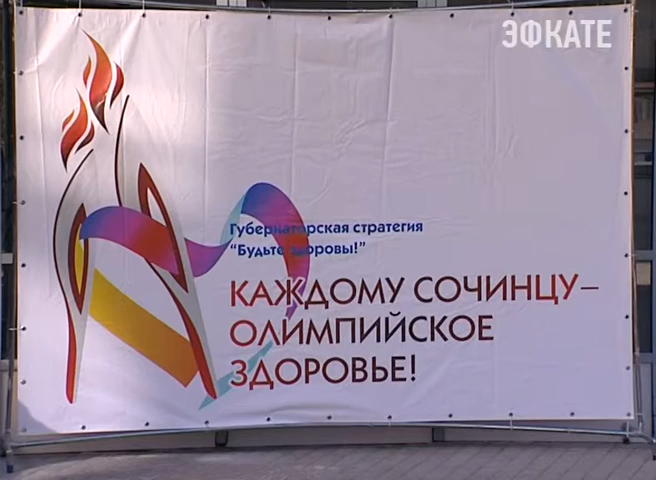 ЭФКАТЕ
Губернаторская стратегия
"Будьте здоровы!"
КАЖДОМУ СОЧИНЦУ–
ОЛИМПИЙСКОЕ
ЗДОРОВЬЕ!